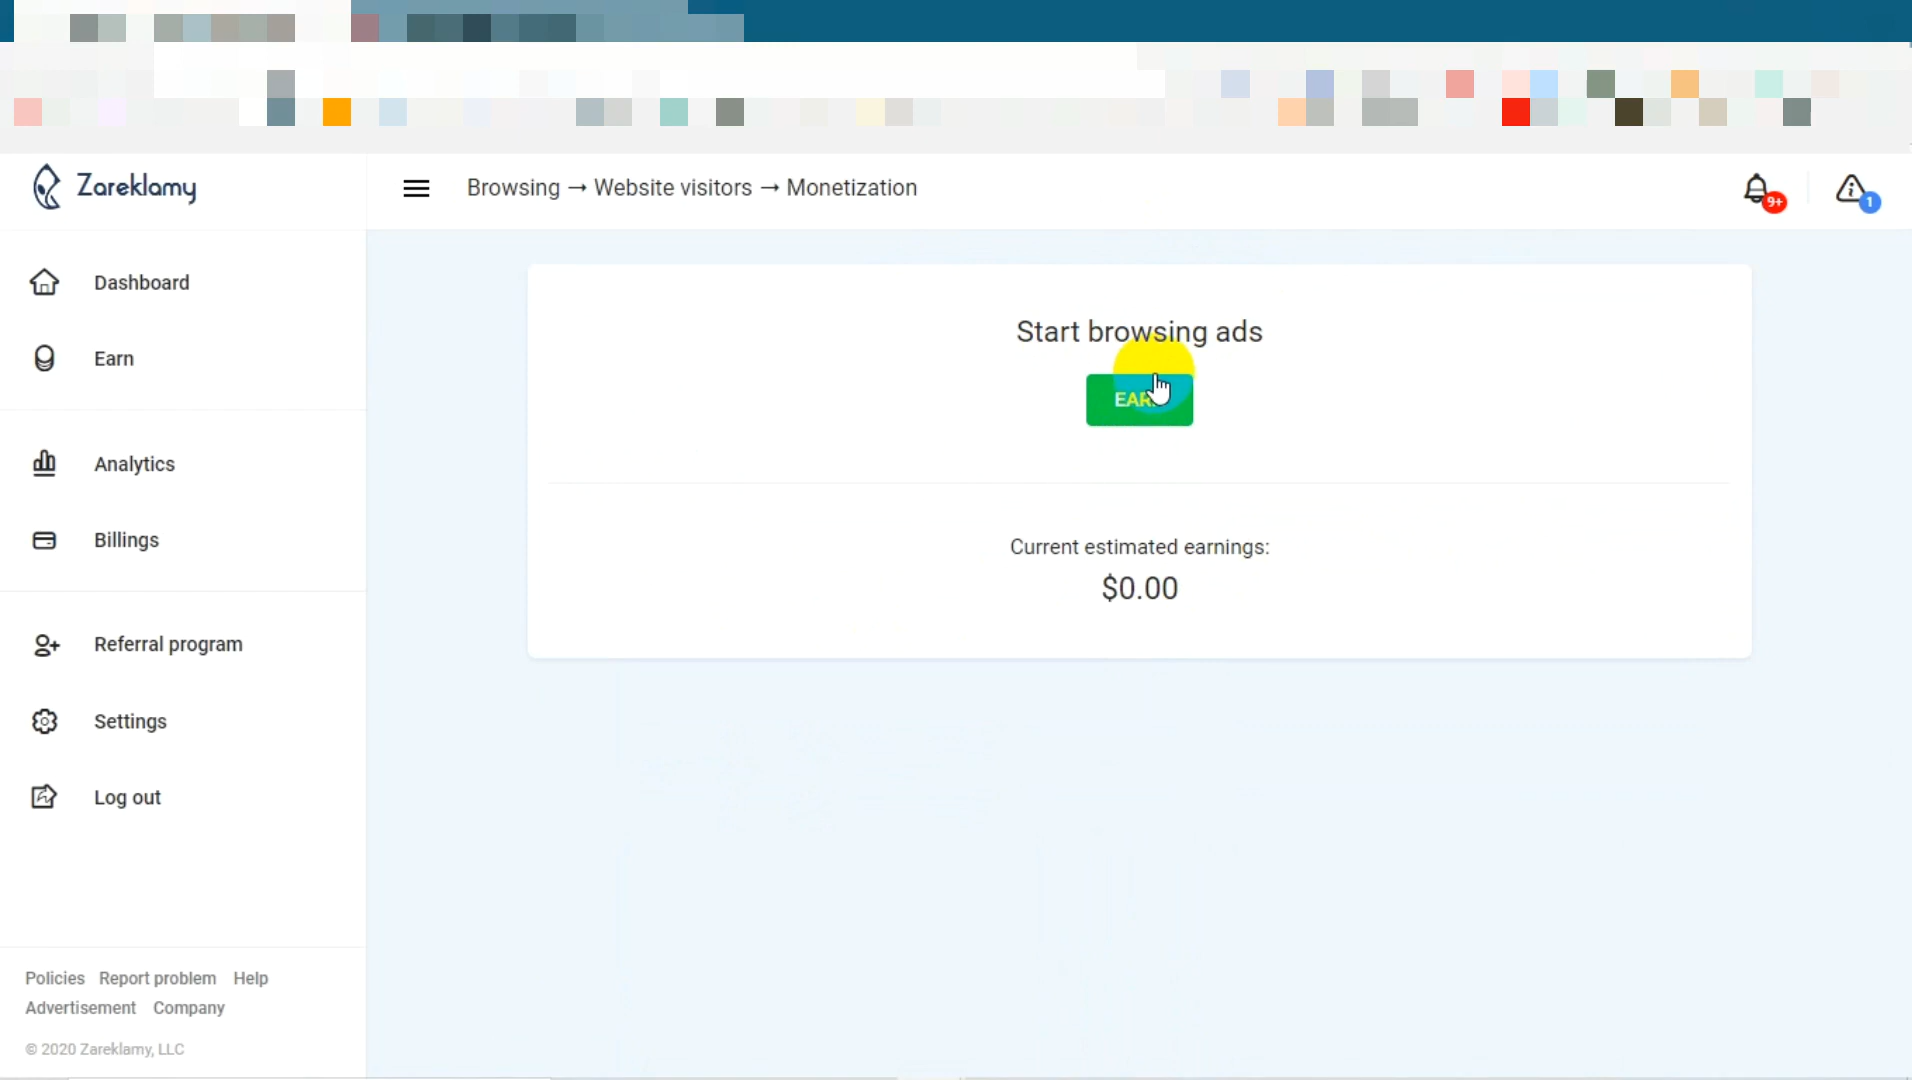 Zareklamy
Browsing → Website visitors → Monetization
9+
1
Dashboard
Earn
Analytics
Billings
Referral program
Settings
Log out
Start browsing ads
Current estimated earnings:
$0.00
Policies Report problem Help
Advertisement Company
© 2020 Zareklamy, LLC